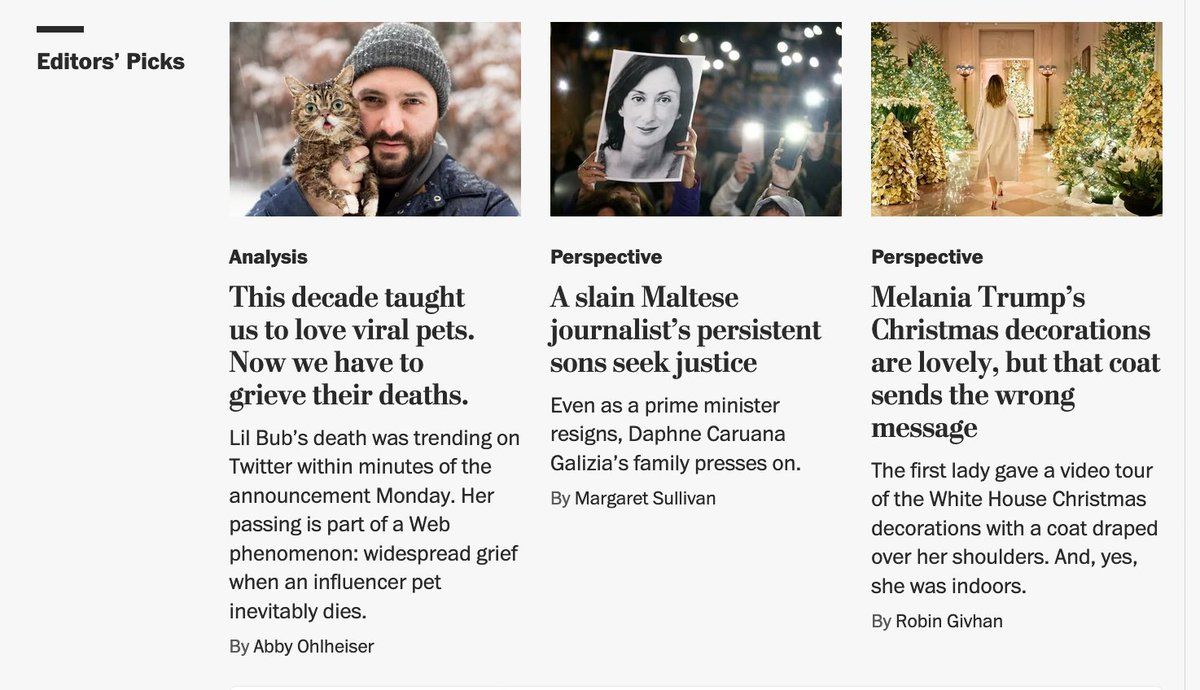 Editors’ Picks
Analysis
This decade taught
us to love viral pets.
Now we have to
grieve their deaths.
Lil Bub’s death was trending on
Twitter within minutes of the
announcement Monday. Her
passing is part of a Web
phenomenon: widespread grief
when an influencer pet
inevitably dies.
By Abby Ohlheiser
Perspective
A slain Maltese
journalist’s persistent
sons seek justice
Even as a prime minister
resigns, Daphne Caruana
Galizia’s family presses on.
By Margaret Sullivan
Perspective
Melania Trump’s
Christmas decorations
are lovely, but that coat
sends the wrong
message
The first lady gave a video tour
of the White House Christmas
decorations with a coat draped
over her shoulders. And, yes,
she was indoors.
By Robin Givhan